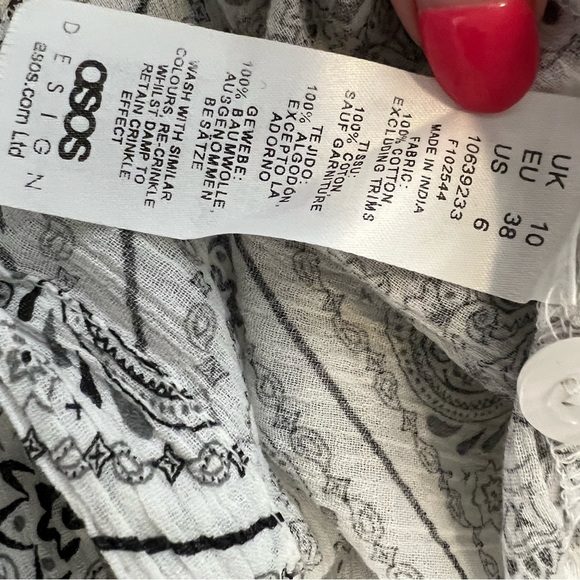 UK 10
EU 38
US 6
10639233
F102544
MADE IN INDIA
FABRIC:
100% COTTON,
EXCLUDING TRIMS
TISSU:
100% COTON,
SAUF GARNITURE
TEJIDO:
100% ALGODÓN,
EXCEPTO LA
ADORNO
GEWEBE:
100% BAUMWOLLE,
AUSGENOMMEN
BESÄTZE
WASH WITH SIMILAR
COLOURS, RE-CRINKLE
WHILST DAMP TO
RETAIN CRINKLE
EFFECT
asos
DESIGN
asos.com Ltd